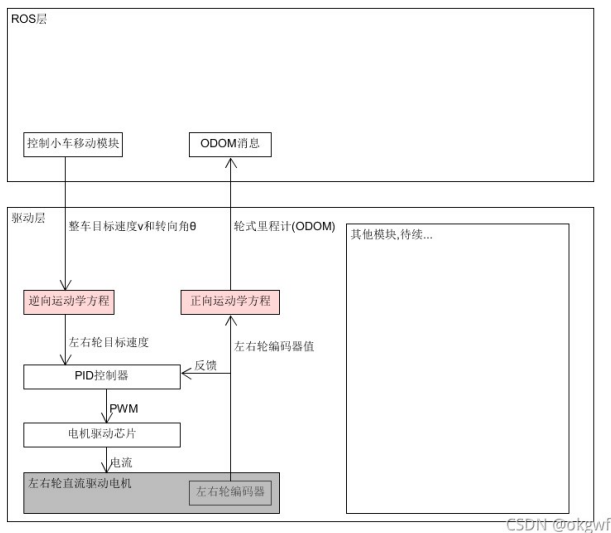 ROS层
控制小车移动模块
ODOM消息
驱动层
整车目标速度v和转向角θ
轮式里程计(ODOM)
其他模块,待续...
逆向运动学方程
正向运动学方程
左右轮目标速度
左右轮编码器值
反馈
PID控制器
PWM
电机驱动芯片
电流
左右轮直流驱动电机
左右轮编码器
CSDN @okgwf